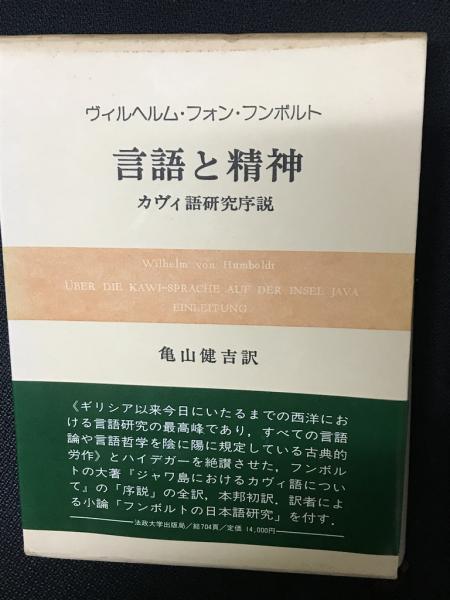 ヴィルヘルム・フォン・フンボルト
言語と精神
カヴィ語研究序説
Wilhelm von Humboldt
ÜBER DIE KAWI-SPRACHE AUF DER INSEL JAVA
EINLEITUNG
亀山健吉訳
《ギリシア以来今日にいたるまでの西洋にお
ける言語研究の最高峰であり，すべての言語
論や言語哲学を陰に陽に規定している古典的
労作》とハイデガーを絶讃させた，フンボル
トの大著『ジャワ島におけるカヴィ語につい
て』の「序説」の全訳，本邦初訳．訳者によ
る小論「フンボルトの日本語研究」を付す．
法政大学出版局／総704頁／定価 14,000円